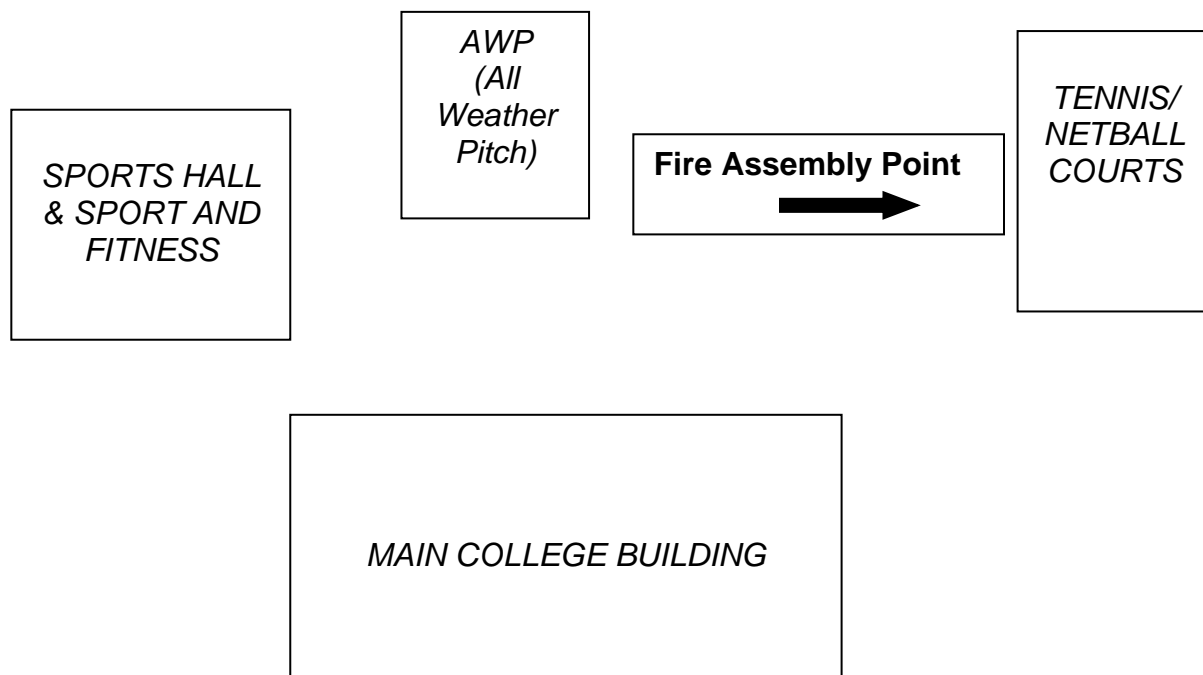 AWP
(All
Weather
Pitch)
TENNIS/
NETBALL
COURTS
Fire Assembly Point
SPORTS HALL
& SPORT AND
FITNESS
MAIN COLLEGE BUILDING